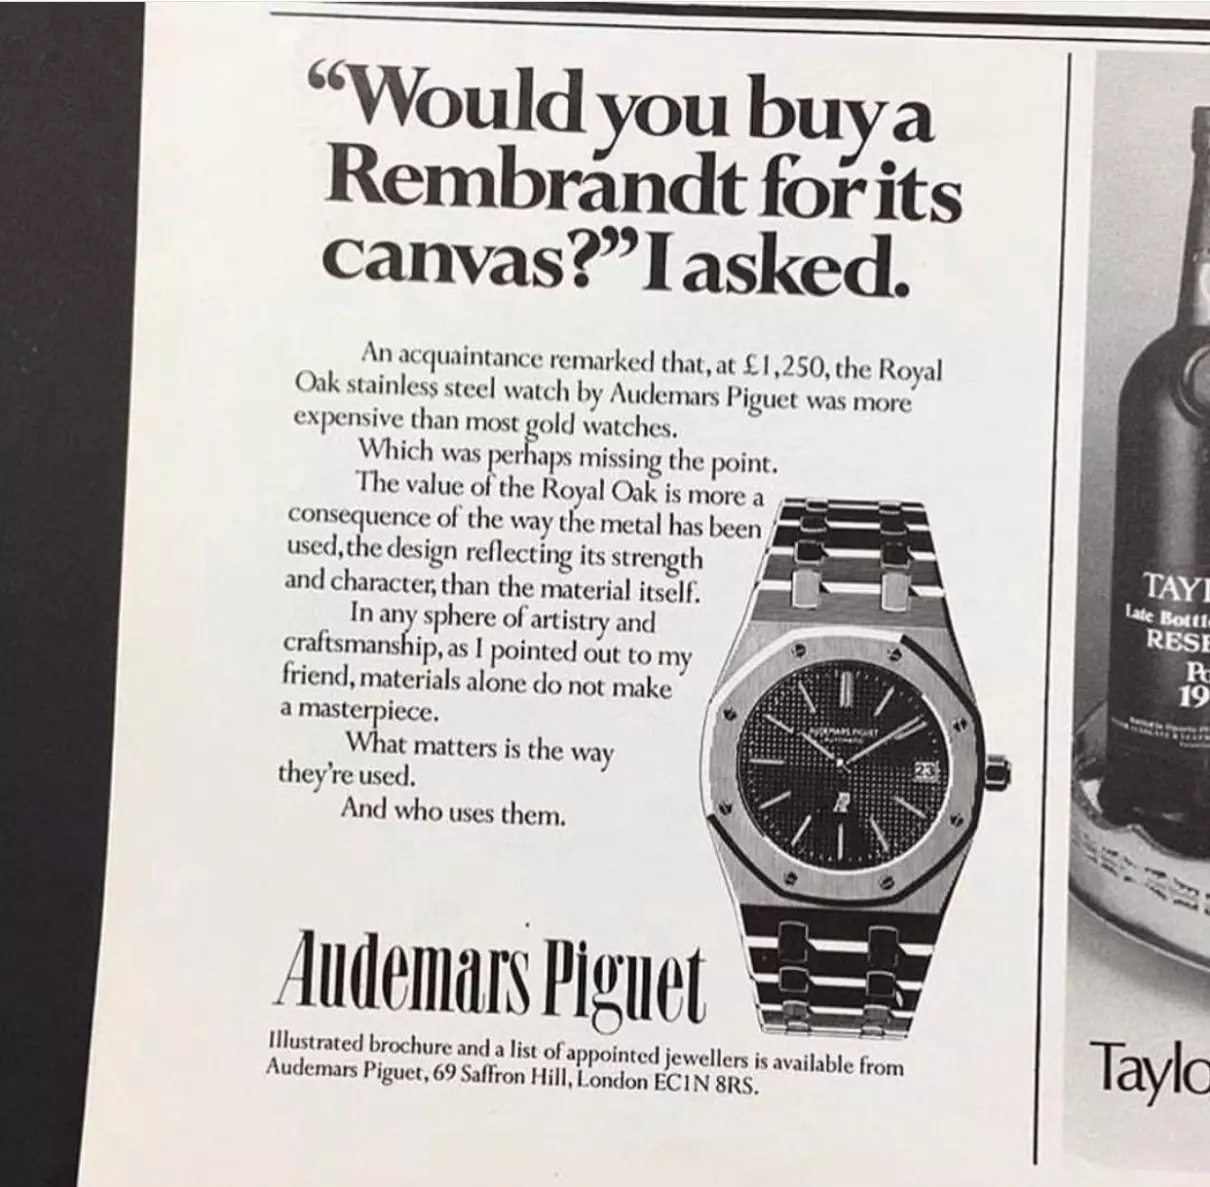 “Would you buy a
Rembrandt for its
canvas?” I asked.
An acquaintance remarked that, at £1,250, the Royal
Oak stainless steel watch by Audemars Piguet was more
expensive than most gold watches.
Which was perhaps missing the point.
The value of the Royal Oak is more a
consequence of the way the metal has been
used, the design reflecting its strength
and character, than the material itself.
In any sphere of artistry and
craftsmanship, as I pointed out to my
friend, materials alone do not make
a masterpiece.
What matters is the way
they’re used.
And who uses them.
AUDEMARS PIGUET
AUTOMATIC
23
Audemars Piguet
Illustrated brochure and a list of appointed jewellers is available from
Audemars Piguet, 69 Saffron Hill, London EC1N 8RS.
TAYL
Late Bottle
RESE
Po
19
Taylo